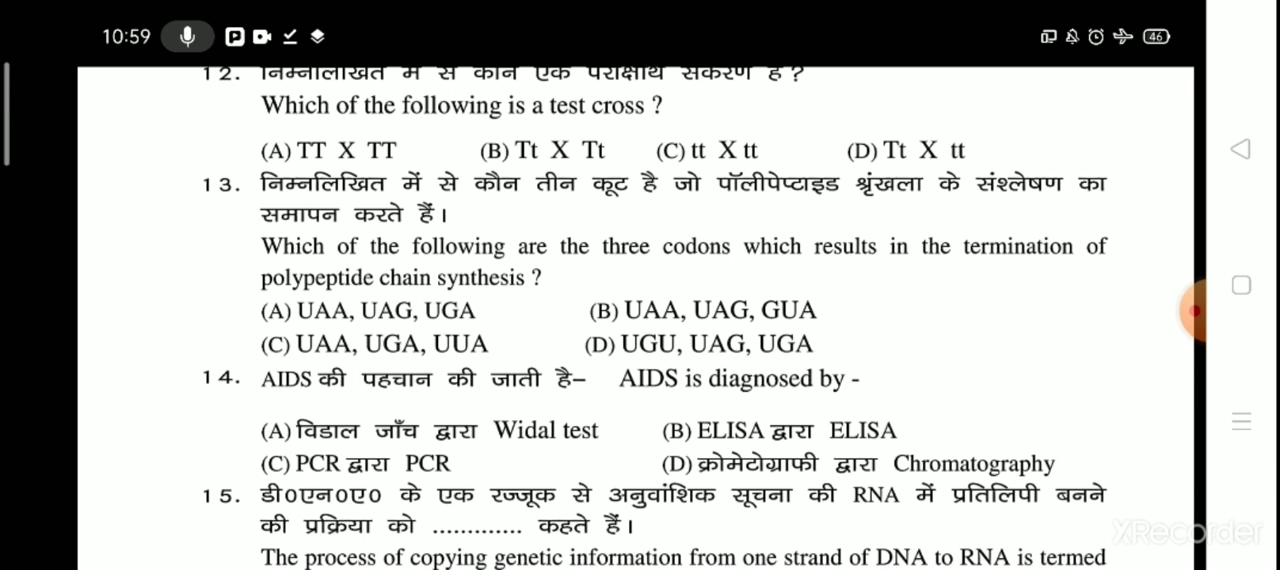 10:59 46
12. निम्नलिखित में से कौन एक परीक्षार्थ संकरण है ?
Which of the following is a test cross ?
(A) TT X TT (B) Tt X Tt (C) tt X tt (D) Tt X tt
13. निम्नलिखित में से कौन तीन कूट है जो पॉलीपेप्टाइड श्रृंखला के संश्लेषण का
समापन करते हैं।
Which of the following are the three codons which results in the termination of
polypeptide chain synthesis ?
(A) UAA, UAG, UGA (B) UAA, UAG, GUA
(C) UAA, UGA, UUA (D) UGU, UAG, UGA
14. AIDS की पहचान की जाती है– AIDS is diagnosed by -
(A) विडाल जाँच द्वारा Widal test (B) ELISA द्वारा ELISA
(C) PCR द्वारा PCR (D) क्रोमेटोग्राफी द्वारा Chromatography
15. डी०एन०ए० के एक रज्जूक से अनुवांशिक सूचना की RNA में प्रतिलिपी बनने
की प्रक्रिया को ............. कहते हैं।
The process of copying genetic information from one strand of DNA to RNA is termed
XRecorder